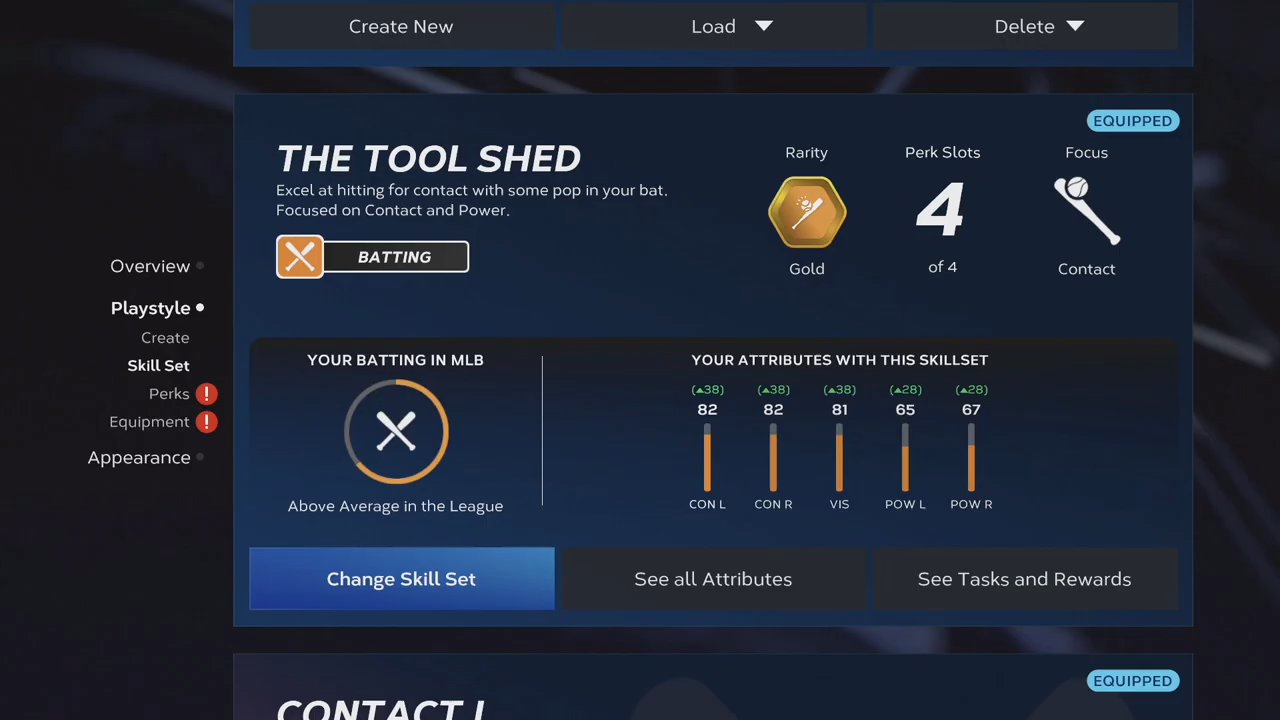 Create New
Load
Delete
EQUIPPED
THE TOOL SHED
Excel at hitting for contact with some pop in your bat.
Focused on Contact and Power.
BATTING
Rarity
Gold
Perk Slots
4
of 4
Focus
Contact
Overview
Playstyle
Create
Skill Set
Perks !
Equipment !
Appearance
YOUR BATTING IN MLB
Above Average in the League
YOUR ATTRIBUTES WITH THIS SKILLSET
(▲38) (▲38) (▲38) (▲28) (▲28)
82 82 81 65 67
CON L CON R VIS POW L POW R
Change Skill Set
See all Attributes
See Tasks and Rewards
EQUIPPED
CONTACT I